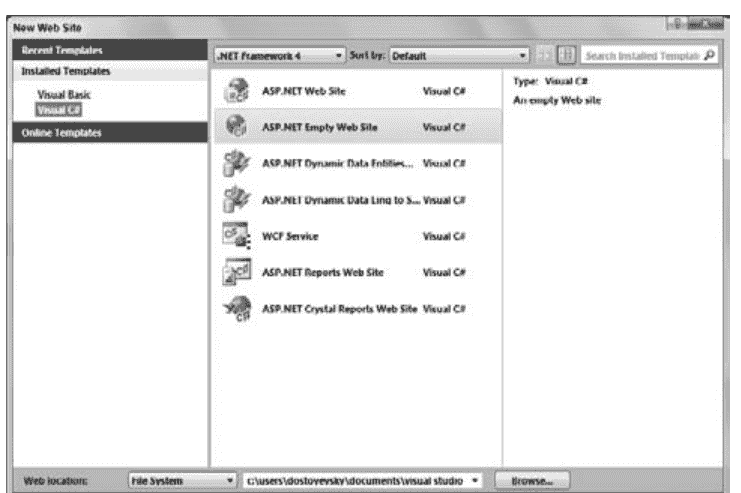 New Web Site
Recent Templates
.NET Framework 4 Sort by: Default Search Installed Templat
Installed Templates
Visual Basic
Visual C#
Online Templates
ASP.NET Web Site Visual C#
ASP.NET Empty Web Site Visual C#
ASP.NET Dynamic Data Entities... Visual C#
ASP.NET Dynamic Data Linq to S... Visual C#
WCF Service Visual C#
ASP.NET Reports Web Site Visual C#
ASP.NET Crystal Reports Web Site Visual C#
Type: Visual C#
An empty Web site
Web location: File System c:\users\dostoyevsky\documents\visual studio Browse...